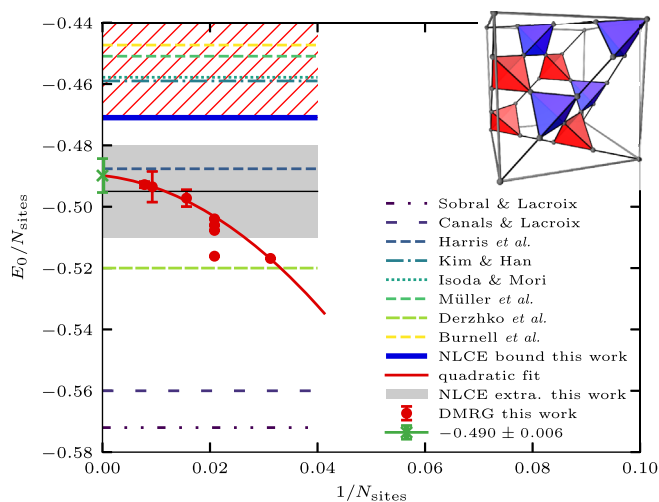 −0.44
−0.46
−0.48
−0.50
−0.52
−0.54
−0.56
−0.58
E0/Nsites
0.00
0.02
0.04
0.06
0.08
0.10
1/Nsites
Sobral & Lacroix
Canals & Lacroix
Harris et al.
Kim & Han
Isoda & Mori
Müller et al.
Derzhko et al.
Burnell et al.
NLCE bound this work
quadratic fit
NLCE extra. this work
DMRG this work
−0.490 ± 0.006